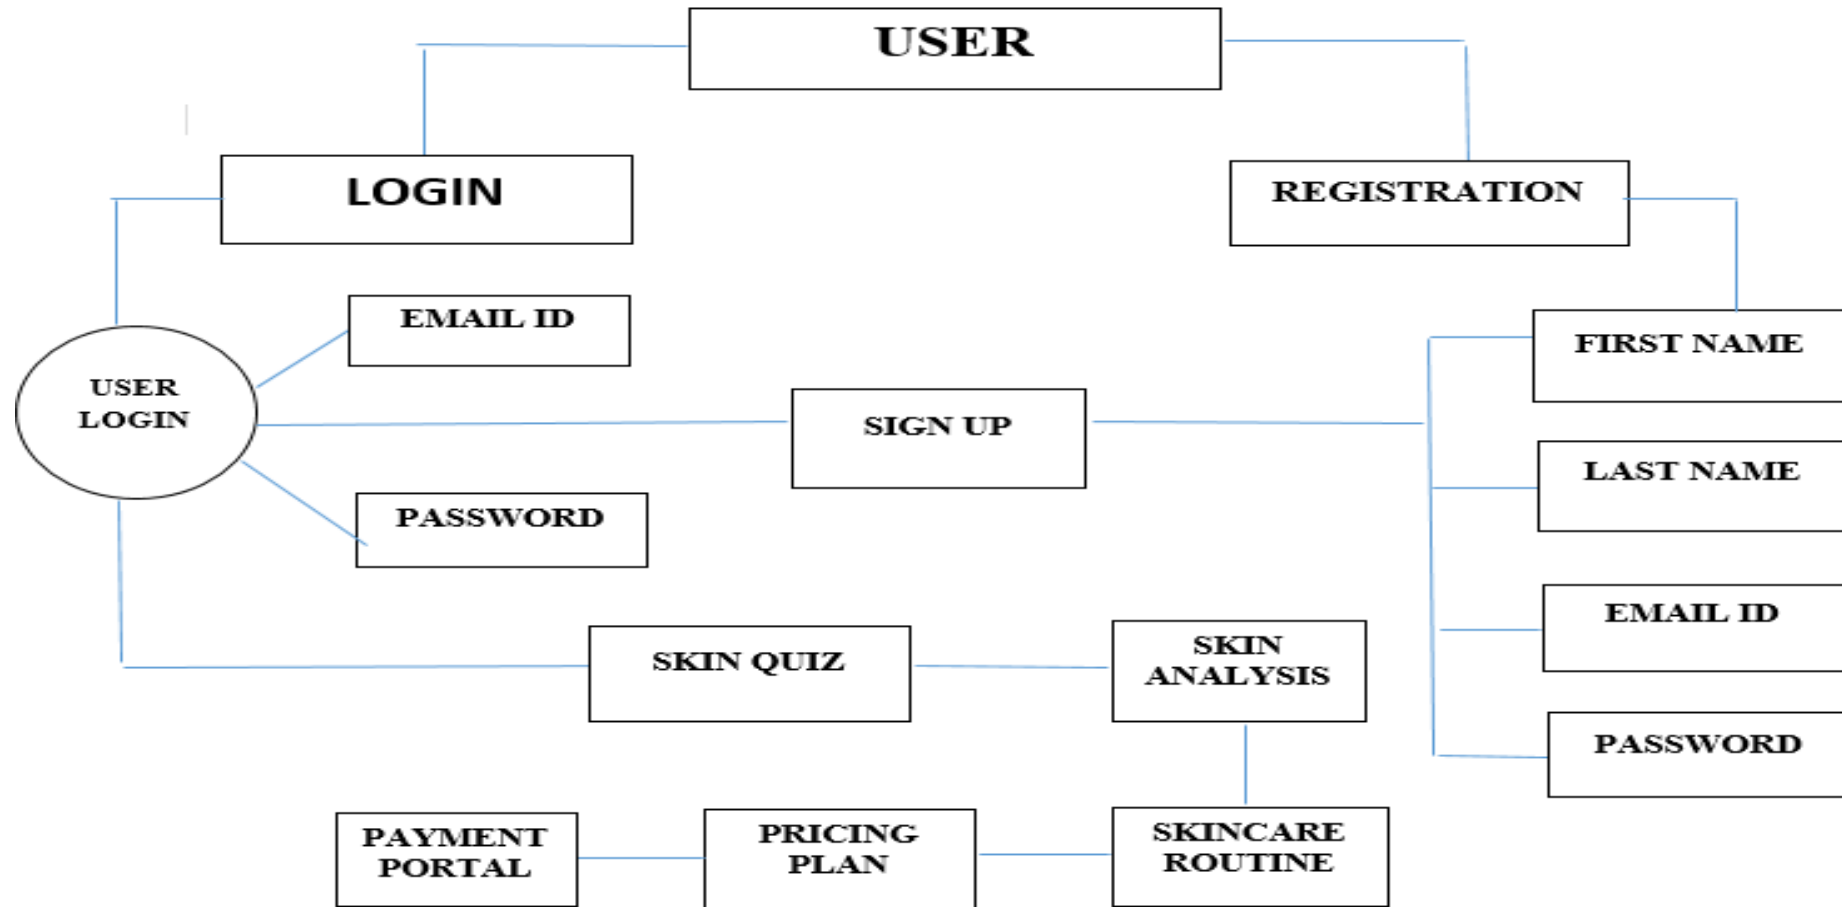 USER
LOGIN
REGISTRATION
EMAIL ID
FIRST NAME
USER
LOGIN
SIGN UP
LAST NAME
PASSWORD
EMAIL ID
SKIN QUIZ
SKIN
ANALYSIS
PASSWORD
PAYMENT
PORTAL
PRICING
PLAN
SKINCARE
ROUTINE